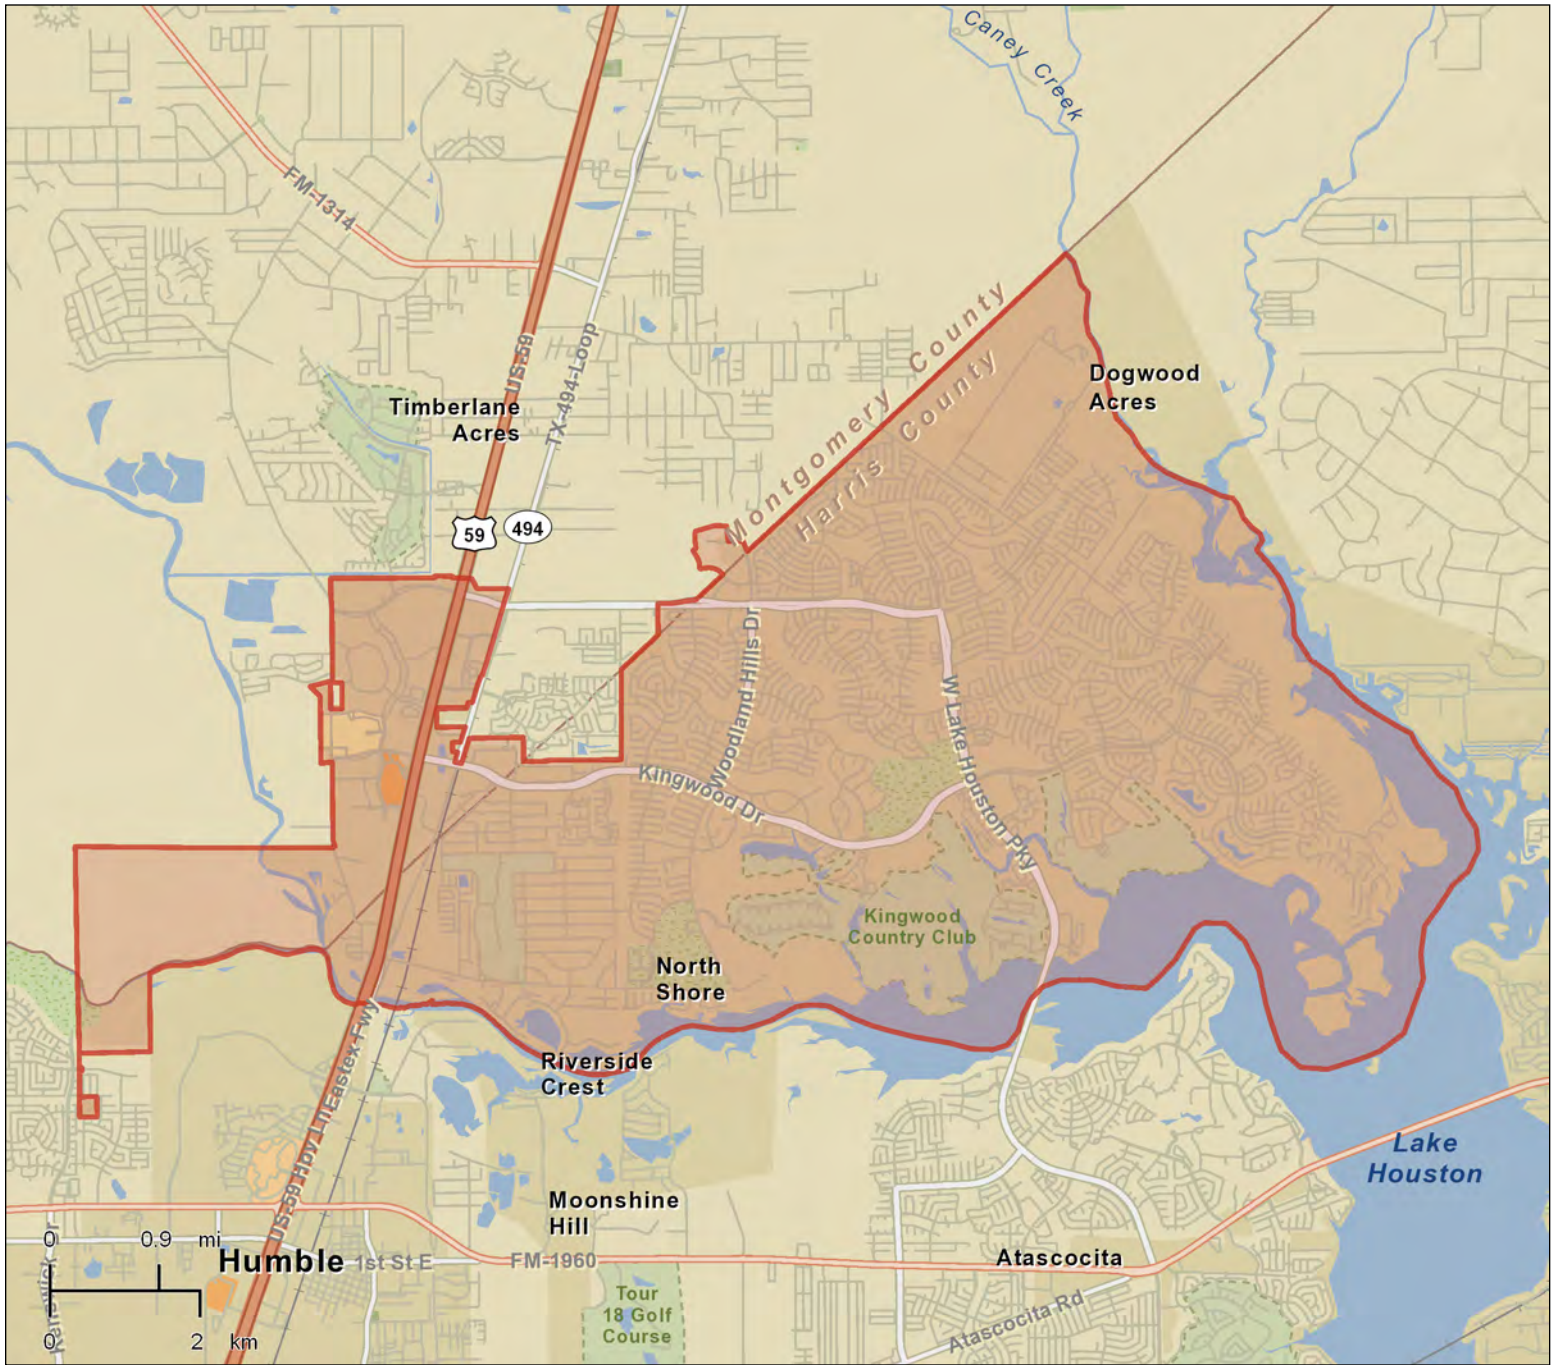 Caney Creek
FM-1314
Montgomery County
Harris County
US-59
TX-494-Loop
Dogwood
Acres
Timberlane
Acres
59
494
Woodland Hills Dr
W Lake Houston Pky
Kingwood Dr
Kingwood
Country Club
North
Shore
Riverside
Crest
US-59 Hwy Eastex Fwy
Lake
Houston
Moonshine
Hill
0 0.9 mi
Humble
1st St E
FM-1960
Atascocita
Tour
18 Golf
Course
Atascocita Rd
0 2 km